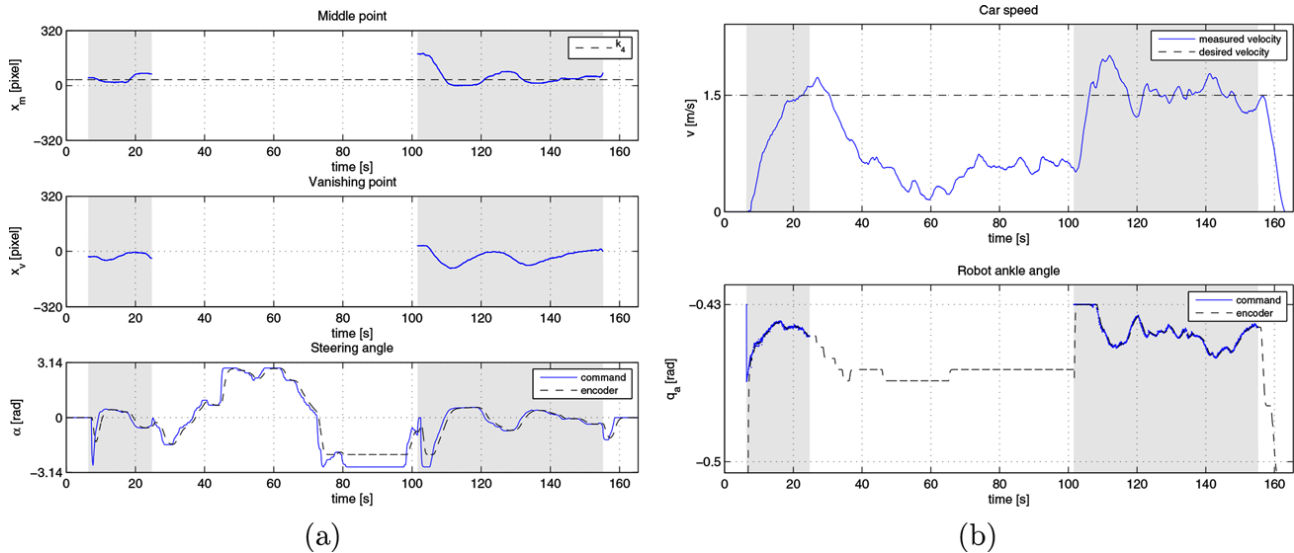 Middle point
320
0
−320
x_m [pixel]
k_4
0 20 40 60 80 100 120 140 160
time [s]
Vanishing point
320
0
−320
x_v [pixel]
0 20 40 60 80 100 120 140 160
time [s]
Steering angle
3.14
0
−3.14
α [rad]
command
encoder
0 20 40 60 80 100 120 140 160
time [s]
(a)
Car speed
1.5
0
v [m/s]
measured velocity
desired velocity
0 20 40 60 80 100 120 140 160
time [s]
Robot ankle angle
−0.43
−0.5
q_a [rad]
command
encoder
0 20 40 60 80 100 120 140 160
time [s]
(b)